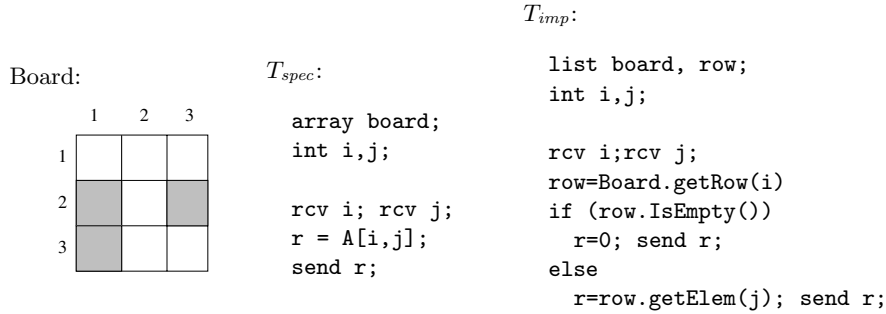 Board:
1 2 3
1
2
3
T_spec:
array board;
int i,j;
rcv i; rcv j;
r = A[i,j];
send r;
T_imp:
list board, row;
int i,j;
rcv i;rcv j;
row=Board.getRow(i)
if (row.IsEmpty())
r=0; send r;
else
r=row.getElem(j); send r;